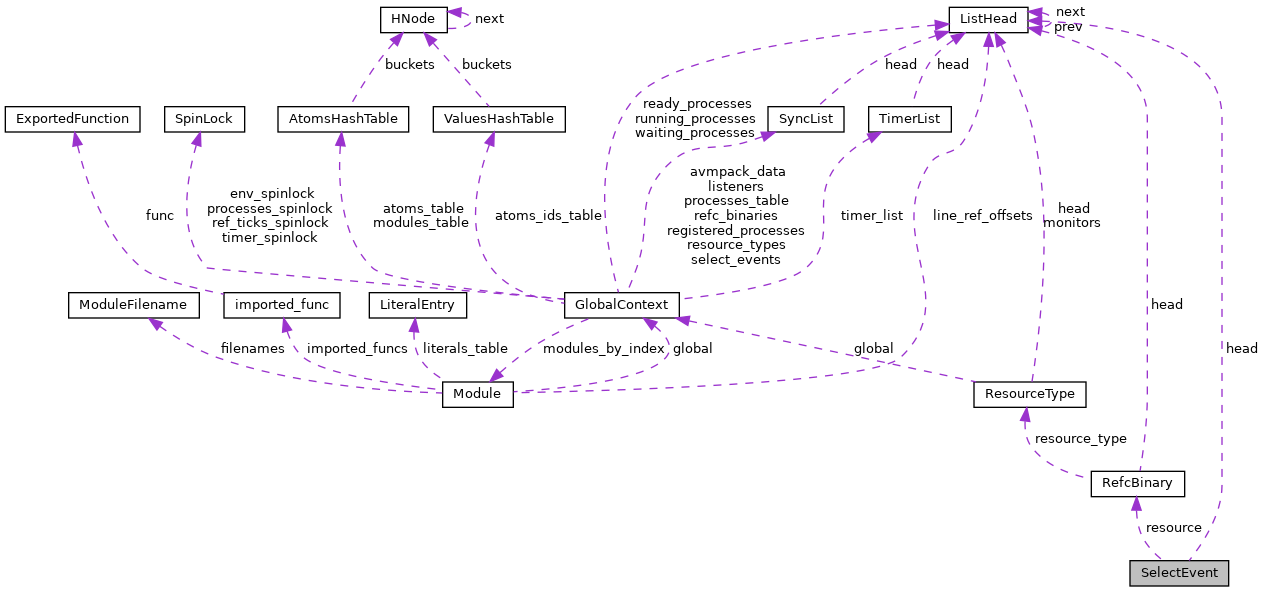 HNode
next
ListHead
next
prev
buckets
buckets
head
head
ExportedFunction
SpinLock
AtomsHashTable
ValuesHashTable
ready_processes
running_processes
waiting_processes
SyncList
TimerList
env_spinlock
processes_spinlock
ref_ticks_spinlock
timer_spinlock
func
atoms_table
modules_table
atoms_ids_table
avmpack_data
listeners
processes_table
refc_binaries
registered_processes
resource_types
select_events
timer_list
line_ref_offsets
head
monitors
ModuleFilename
imported_func
LiteralEntry
GlobalContext
head
filenames
imported_funcs
literals_table
modules_by_index
global
global
head
Module
ResourceType
resource_type
RefcBinary
resource
SelectEvent